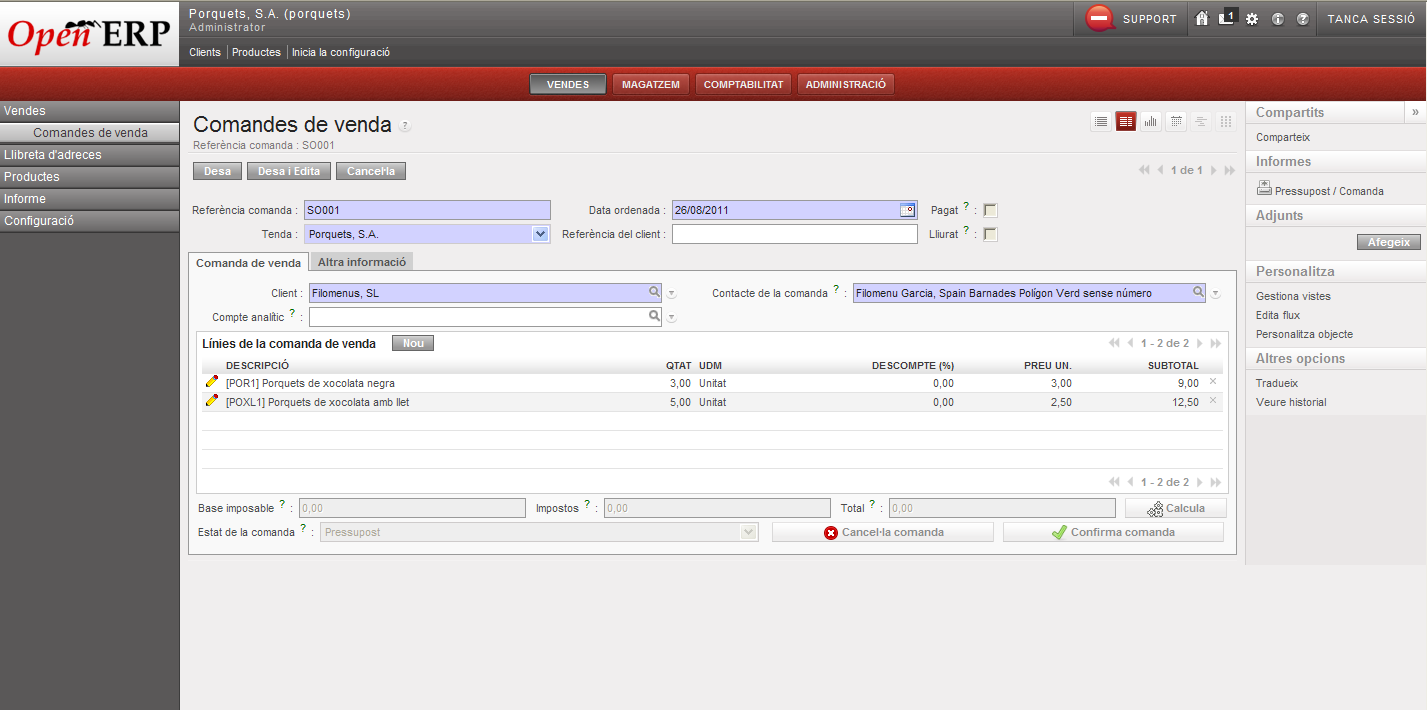 Open ERP
Porquets, S.A. (porquets)
Administrator
Clients Productes Inicia la configuració
SUPPORT 1 TANCA SESSIÓ
VENDES MAGATZEM COMPTABILITAT ADMINISTRACIÓ
Vendes
Comandes de venda
Llibreta d'adreces
Productes
Informe
Configuració
Comandes de venda ?
Referència comanda : SO001
Desa Desa i Edita Cancel·la
1 de 1
Referència comanda : SO001 Data ordenada : 26/08/2011 Pagat ? :
Tenda : Porquets, S.A. Referència del client : Lliurat ? :
Comanda de venda Altra informació
Client : Filomenus, SL Contacte de la comanda ? : Filomenu Garcia, Spain Barnades Polígon Verd sense número
Compte analític ? :
Línies de la comanda de venda Nou 1 - 2 de 2
DESCRIPCIÓ QTAT UDM DESCOMPTE (%) PREU UN. SUBTOTAL
[POR1] Porquets de xocolata negra 3,00 Unitat 0,00 3,00 9,00
[POXL1] Porquets de xocolata amb llet 5,00 Unitat 0,00 2,50 12,50
1 - 2 de 2
Base imposable ? : 0,00 Impostos ? : 0,00 Total ? : 0,00 Calcula
Estat de la comanda ? : Pressupost Cancel·la comanda Confirma comanda
Compartits »
Comparteix
Informes
Pressupost / Comanda
Adjunts
Afegeix
Personalitza
Gestiona vistes
Edita flux
Personalitza objecte
Altres opcions
Tradueix
Veure historial